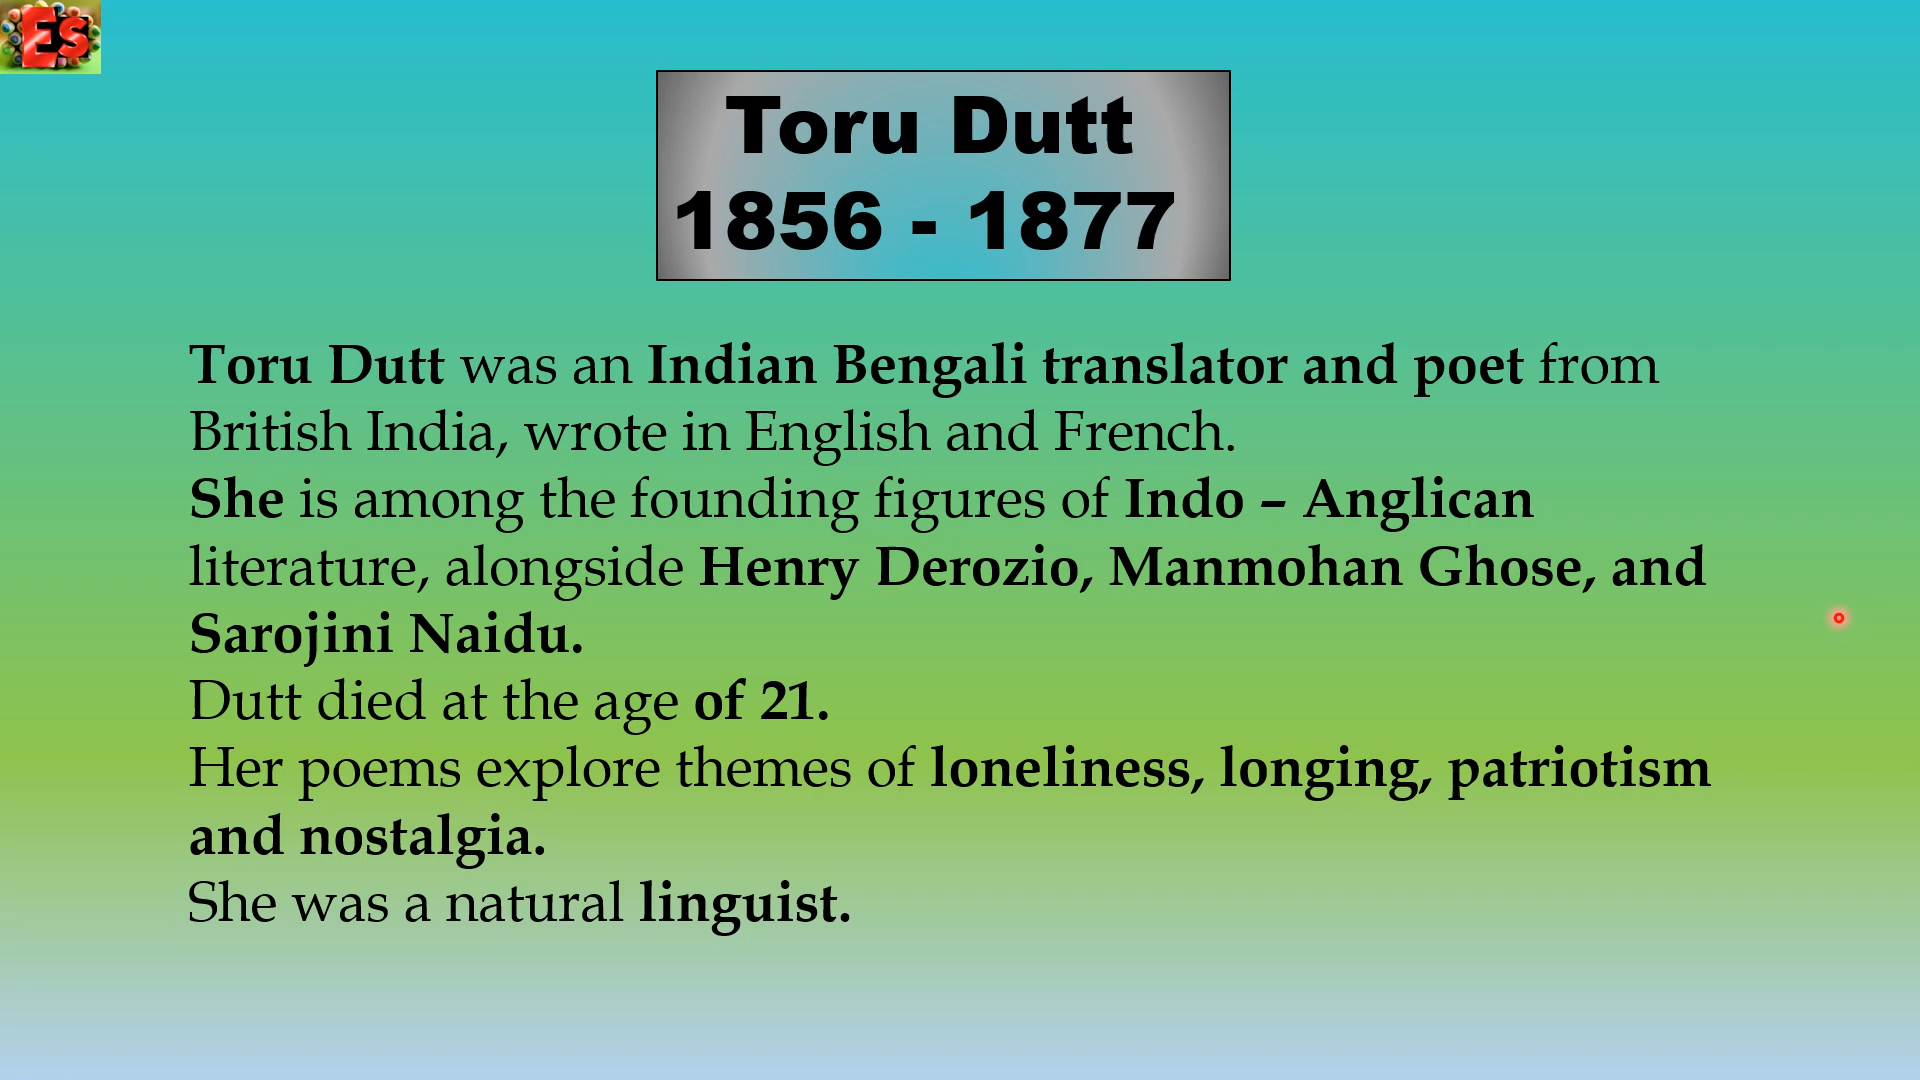 Es
Toru Dutt
1856 - 1877
Toru Dutt was an Indian Bengali translator and poet from
British India, wrote in English and French.
She is among the founding figures of Indo – Anglican
literature, alongside Henry Derozio, Manmohan Ghose, and
Sarojini Naidu.
Dutt died at the age of 21.
Her poems explore themes of loneliness, longing, patriotism
and nostalgia.
She was a natural linguist.